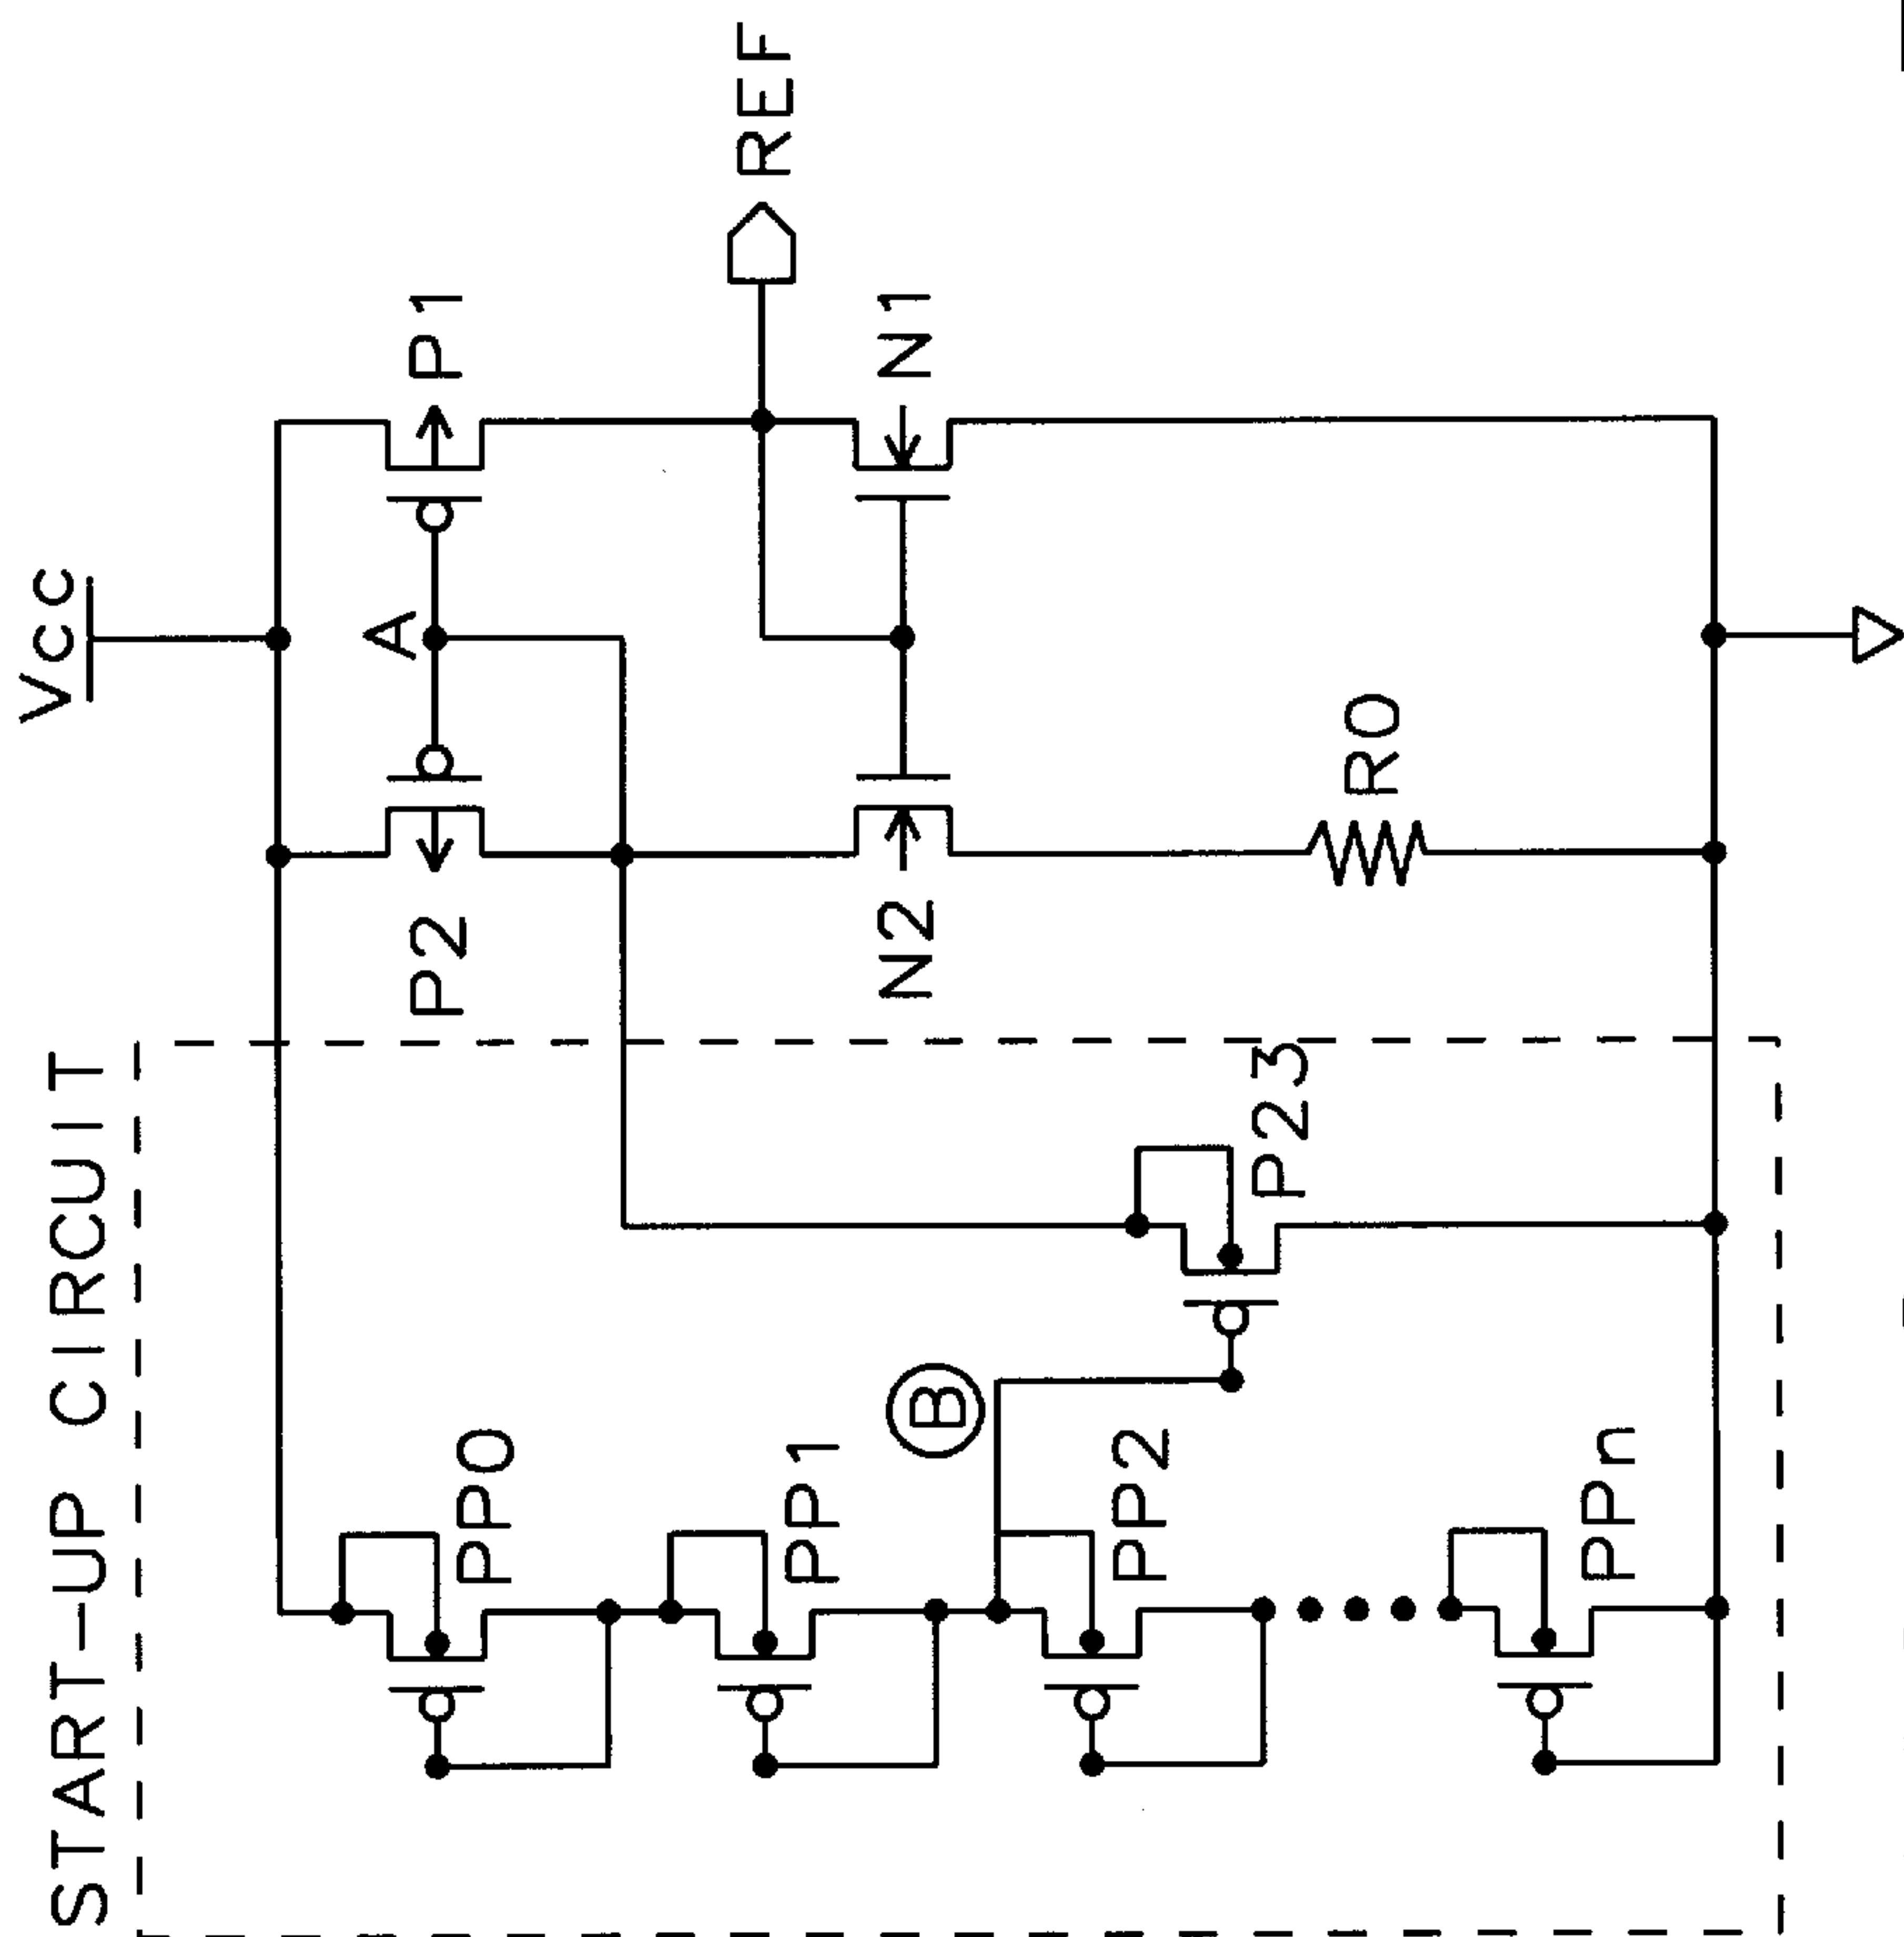 START-UP CIRCUIT
Vcc
P2
A
P1
REF
N2
N1
R0
P23
B
PP0
PP1
PP2
PPn